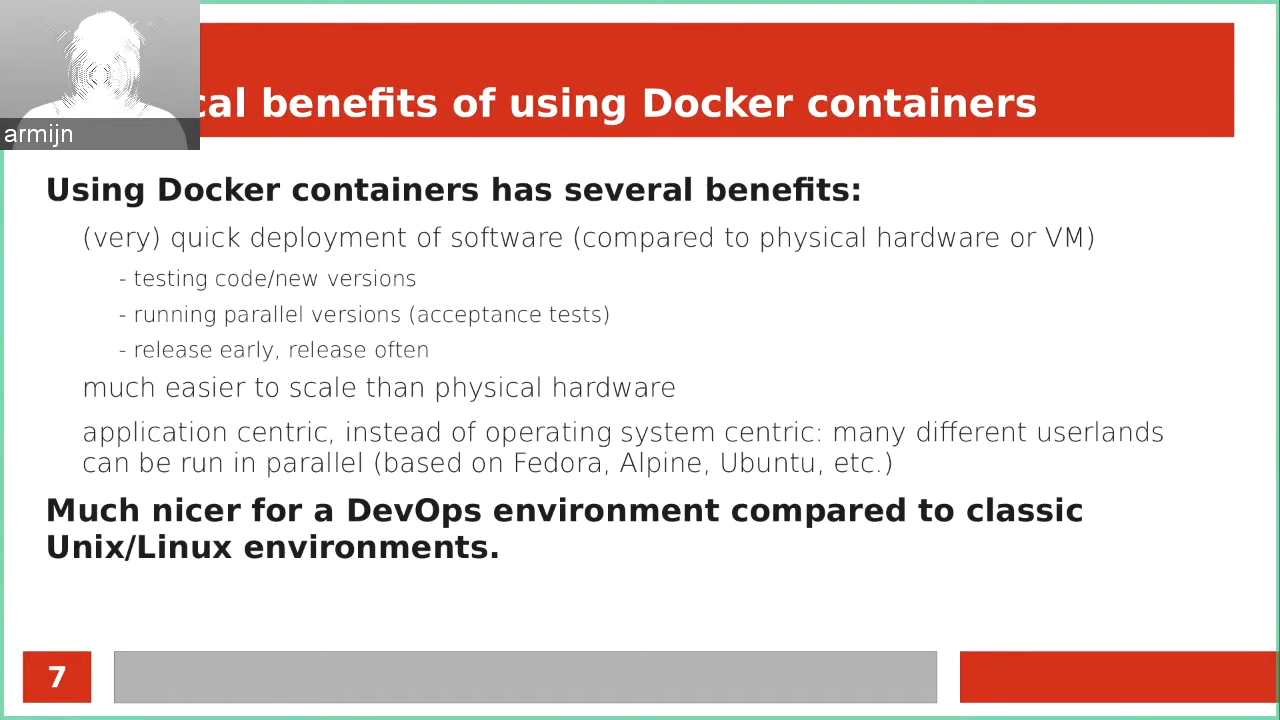 cal benefits of using Docker containers
armijn
Using Docker containers has several benefits:
(very) quick deployment of software (compared to physical hardware or VM)
- testing code/new versions
- running parallel versions (acceptance tests)
- release early, release often
much easier to scale than physical hardware
application centric, instead of operating system centric: many different userlands
can be run in parallel (based on Fedora, Alpine, Ubuntu, etc.)
Much nicer for a DevOps environment compared to classic
Unix/Linux environments.
7